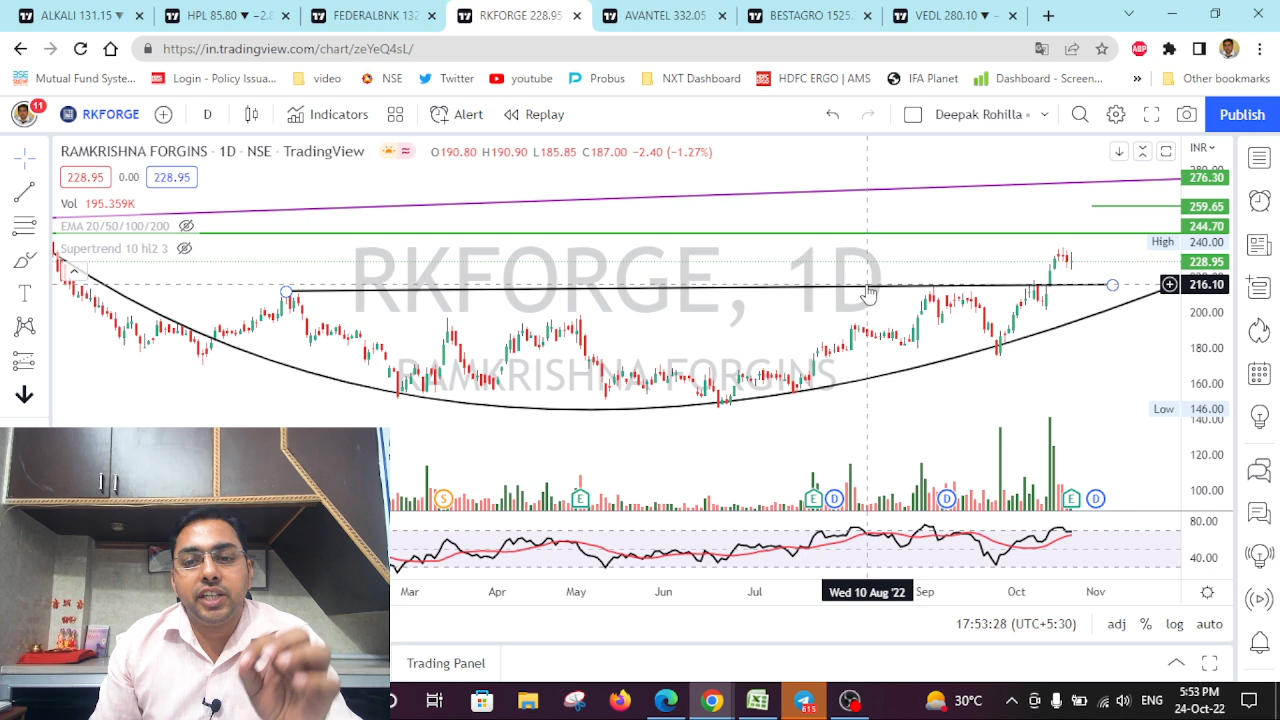 ALKALI 131.15 ▼
HPL 85.80 ▼ −2.8
FEDERALBNK 132
RKFORGE 228.95
AVANTEL 332.05
BESTAGRO 1525.
VEDL 280.10 ▼ −
https://in.tradingview.com/chart/zeYeQ4sL/
ABP
Mutual Fund Syste...
Login - Policy Issua...
video
NSE
Twitter
youtube
Probus
NXT Dashboard
HDFC ERGO | AMS
IFA Planet
Dashboard - Screen...
Other bookmarks
11
RKFORGE
D
Indicators
Alert
Replay
Deepak Rohilla
Publish
RAMKRISHNA FORGINS · 1D · NSE · TradingView
O190.80 H190.90 L185.85 C187.00 −2.40 (−1.27%)
INR
228.95 0.00 228.95
276.30
Vol 195.359K
259.65
EMA 20/50/100/200
244.70
Supertrend 10 hl2 3
High 240.00
228.95
RKFORGE, 1D
216.10
200.00
180.00
RAMKRISHNA FORGINS
160.00
Low 146.00
140.00
120.00
100.00
S E E D D E D
80.00
40.00
Mar Apr May Jun Jul Wed 10 Aug '22 Sep Oct Nov
17:53:28 (UTC+5:30) adj % log auto
Trading Panel
615
30°C
5:53 PM
24-Oct-22